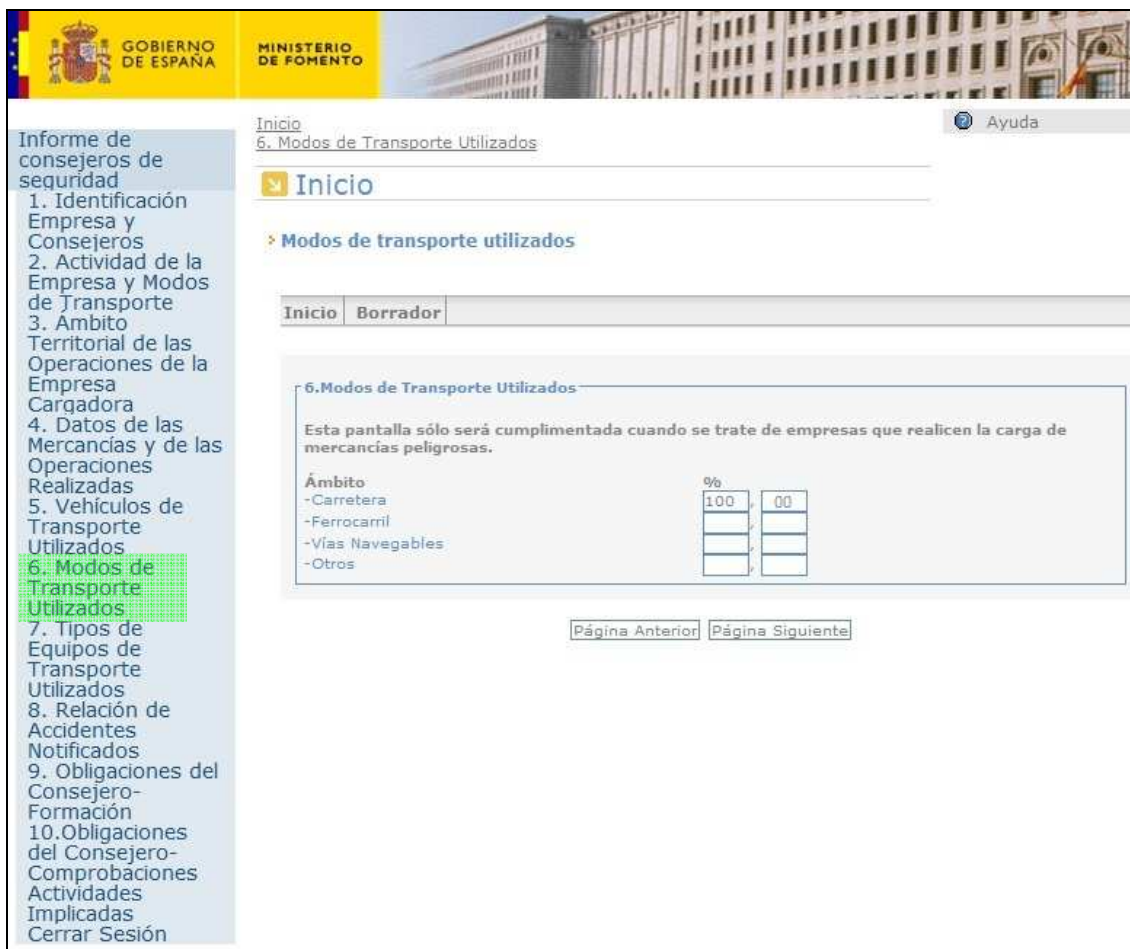 GOBIERNO
DE ESPAÑA
MINISTERIO
DE FOMENTO
Informe de
consejeros de
seguridad
1. Identificación
Empresa y
Consejeros
2. Actividad de la
Empresa y Modos
de Transporte
3. Ámbito
Territorial de las
Operaciones de la
Empresa
Cargadora
4. Datos de las
Mercancías y de las
Operaciones
Realizadas
5. Vehículos de
Transporte
Utilizados
6. Modos de
Transporte
Utilizados
7. Tipos de
Equipos de
Transporte
Utilizados
8. Relación de
Accidentes
Notificados
9. Obligaciones del
Consejero-
Formación
10.Obligaciones
del Consejero-
Comprobaciones
Actividades
Implicadas
Cerrar Sesión
Inicio
6. Modos de Transporte Utilizados
Ayuda
Inicio
Modos de transporte utilizados
Inicio Borrador
6.Modos de Transporte Utilizados
Esta pantalla sólo será cumplimentada cuando se trate de empresas que realicen la carga de
mercancías peligrosas.
Ámbito %
-Carretera 100 , 00
-Ferrocarril ,
-Vías Navegables ,
-Otros ,
Página Anterior Página Siguiente